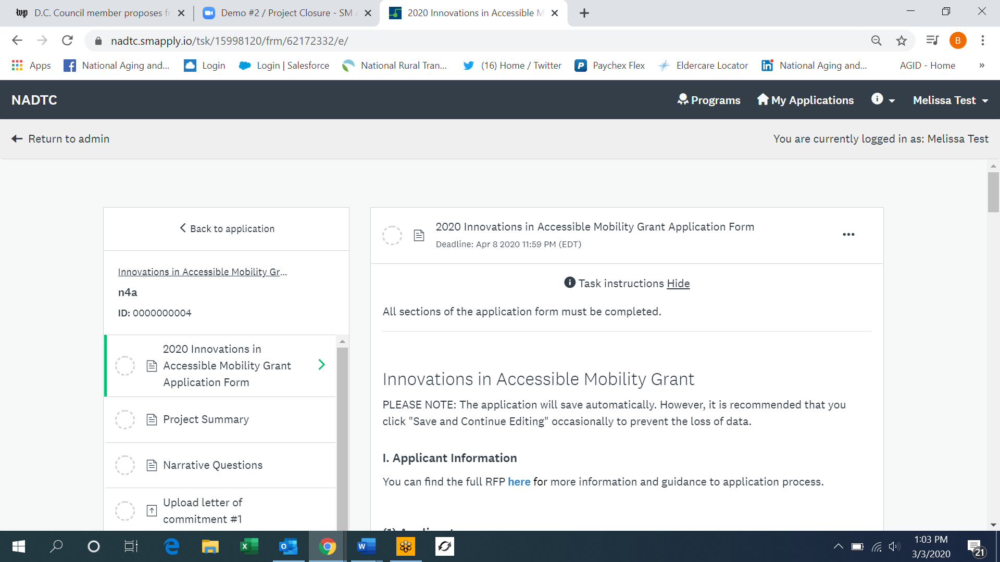 D.C. Council member proposes fr
Demo #2 / Project Closure - SM A
2020 Innovations in Accessible M
nadtc.smapply.io/tsk/15998120/frm/62172332/e/
B
Apps
National Aging and...
Login
Login | Salesforce
National Rural Tran...
(16) Home / Twitter
Paychex Flex
Eldercare Locator
National Aging and...
AGID - Home
»
NADTC
Programs
My Applications
Melissa Test
Return to admin
You are currently logged in as: Melissa Test
Back to application
Innovations in Accessible Mobility Gr...
n4a
ID: 0000000004
2020 Innovations in
Accessible Mobility Grant
Application Form
Project Summary
Narrative Questions
Upload letter of
commitment #1
2020 Innovations in Accessible Mobility Grant Application Form
Deadline: Apr 8 2020 11:59 PM (EDT)
Task instructions Hide
All sections of the application form must be completed.
Innovations in Accessible Mobility Grant
PLEASE NOTE: The application will save automatically. However, it is recommended that you
click "Save and Continue Editing" occasionally to prevent the loss of data.
I. Applicant Information
You can find the full RFP here for more information and guidance to application process.
1:03 PM
3/3/2020
21